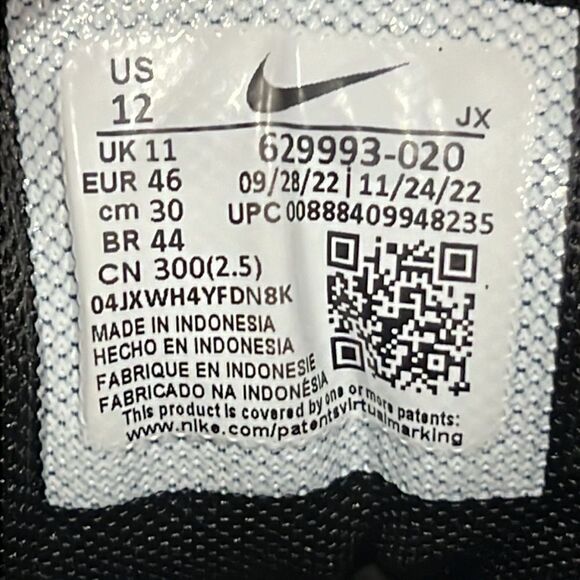 US
12
JX
UK 11
629993-020
EUR 46
09/28/22 | 11/24/22
cm 30
UPC 00888409948235
BR 44
CN 300(2.5)
04JXWH4YFDN8K
MADE IN INDONESIA
HECHO EN INDONESIA
FABRIQUE EN INDONESIE
FABRICADO NA INDONÉSIA
This product is covered by one or more patents:
www.nike.com/patentsvirtualmarking